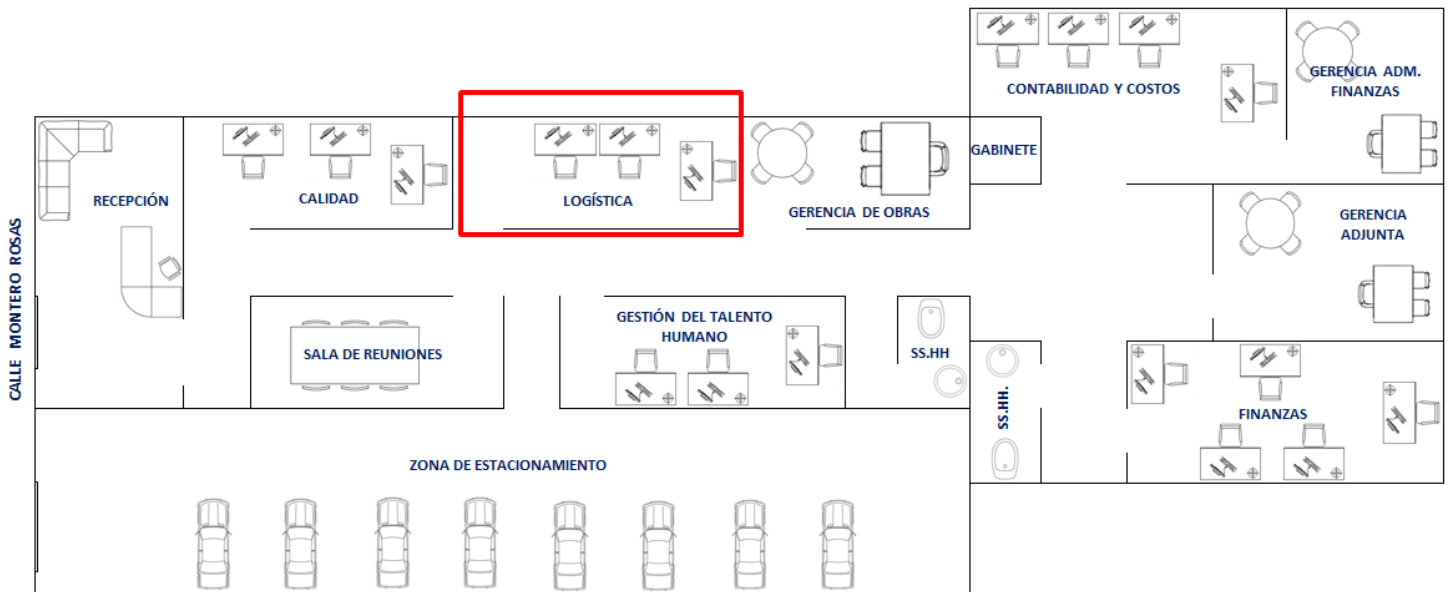 CONTABILIDAD Y COSTOS
GERENCIA ADM.
FINANZAS
GABINETE
RECEPCIÓN
CALIDAD
LOGÍSTICA
GERENCIA DE OBRAS
GERENCIA
ADJUNTA
CALLE MONTERO ROSAS
SALA DE REUNIONES
GESTIÓN DEL TALENTO
HUMANO
SS.HH
SS.HH.
FINANZAS
ZONA DE ESTACIONAMIENTO